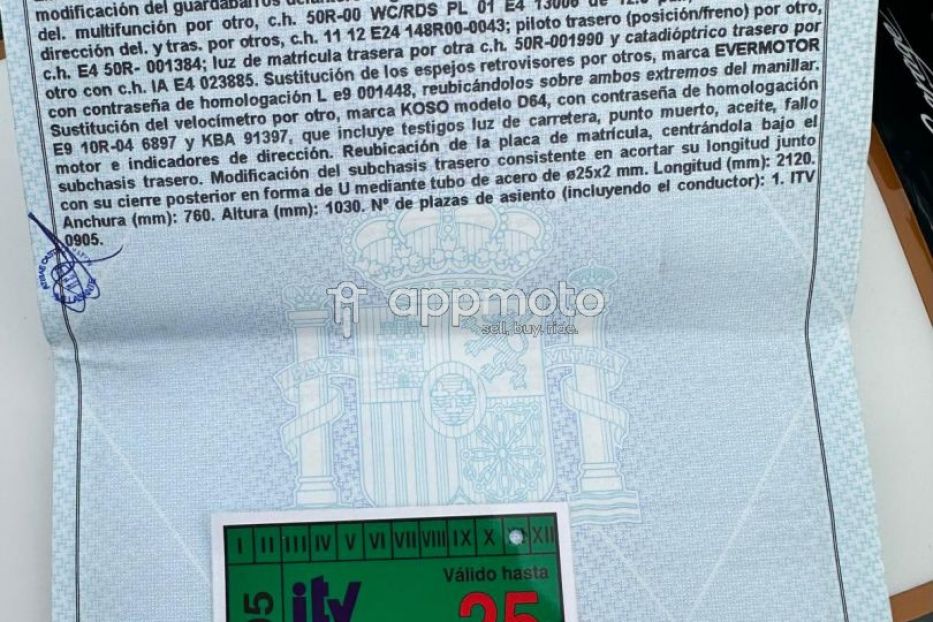 modificación del guardabarros
del. multifunción por otro, c.h. 50R-00 WC/RDS PL 01 E4 13006 de 12.0
dirección del. y tras. por otros, c.h. 11 12 E24 148R00-0043; piloto trasero (posición/freno) por otro,
c.h. E4 50R- 001384; luz de matrícula trasera por otra c.h. 50R-001990 y catadióptrico trasero por
otro con c.h. IA E4 023885. Sustitución de los espejos retrovisores por otros, marca EVERMOTOR
con contraseña de homologación L e9 001448, reubicándolos sobre ambos extremos del manillar.
Sustitución del velocímetro por otro, marca KOSO modelo D64, con contraseña de homologación
E9 10R-04 6897 y KBA 91397, que incluye testigos luz de carretera, punto muerto, aceite, fallo
motor e indicadores de dirección. Reubicación de la placa de matrícula, centrándola bajo el
subchasis trasero. Modificación del subchasis trasero consistente en acortar su longitud junto
con su cierre posterior en forma de U mediante tubo de acero de ø25x2 mm. Longitud (mm): 2120.
Anchura (mm): 760. Altura (mm): 1030. Nº de plazas de asiento (incluyendo el conductor): 1. ITV
0905.
appmoto
sell, buy, ride.
PLVS VLTRA
I II III IV V VI VII VIII IX X XII
Válido hasta
itv
25